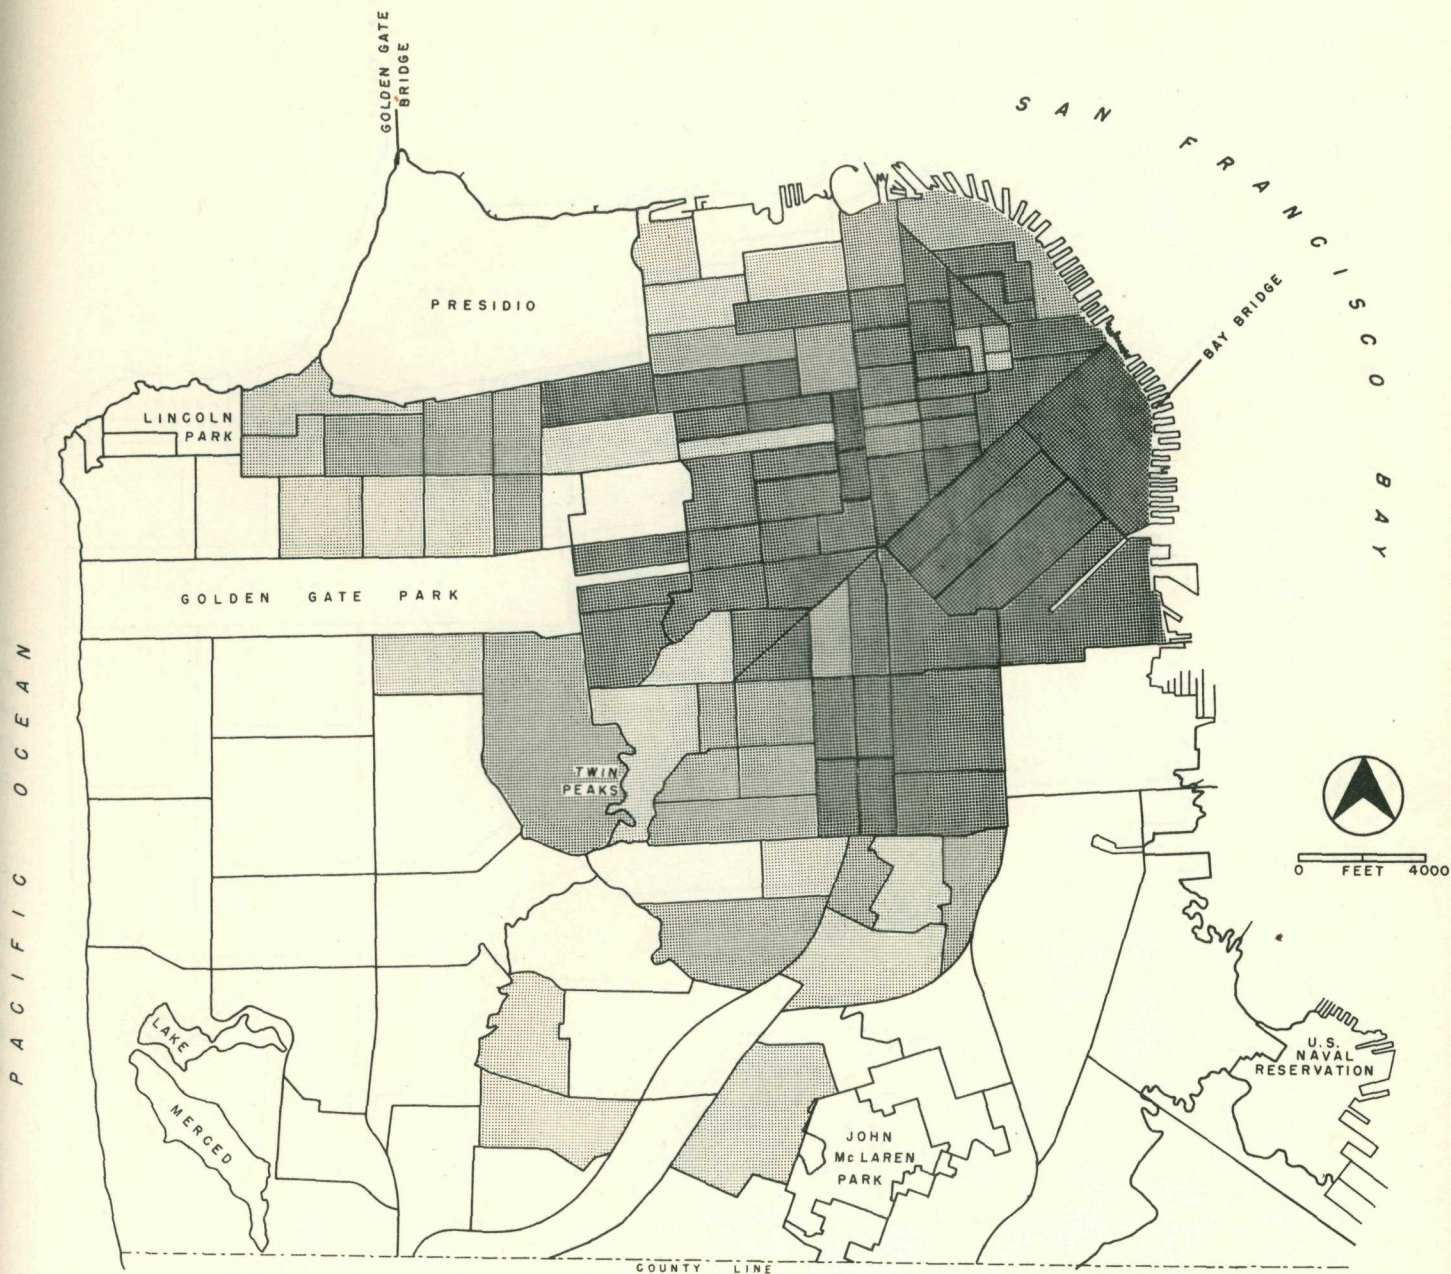 GOLDEN GATE
BRIDGE
SAN FRANCISCO BAY
BAY BRIDGE
PRESIDIO
LINCOLN
PARK
GOLDEN GATE PARK
PACIFIC OCEAN
TWIN
PEAKS
0 FEET 4000
LAKE
MERCED
U.S.
NAVAL
RESERVATION
JOHN
McLAREN
PARK
COUNTY LINE